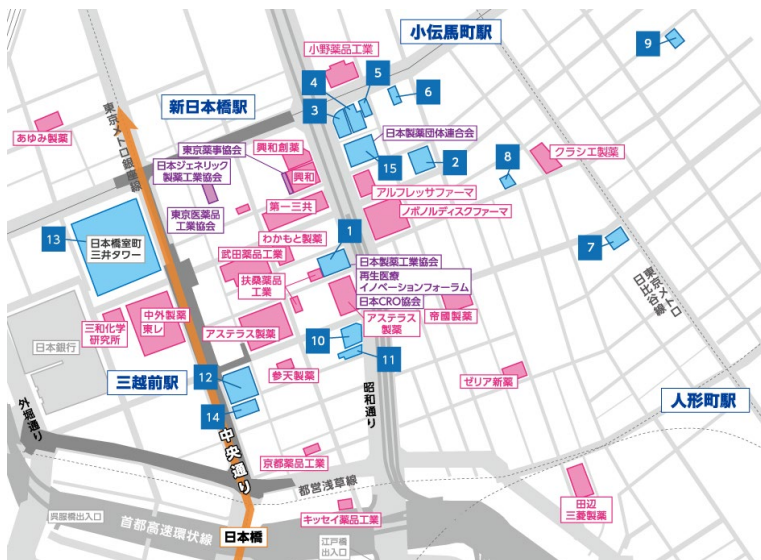 小伝馬町駅
9
小野薬品工業
4
5
6
3
新日本橋駅
東京メトロ銀座線
あゆみ製薬
日本製薬団体連合会
東京薬事協会
興和創薬
日本ジェネリック
製薬工業協会
興和
15
2
8
クラシエ製薬
アルフレッサファーマ
東京医薬品
工業協会
第一三共
ノボノルディスクファーマ
わかもと製薬
13
日本橋室町
三井タワー
1
7
武田薬品工業
日本製薬工業協会
再生医療
イノベーションフォーラム
扶桑薬品
工業
日本CRO協会
東京メトロ
日比谷線
中外製薬
東レ
三和化学
研究所
アステラス製薬
アステラス
製薬
帝國製薬
日本銀行
10
11
三越前駅
12
参天製薬
昭和通り
ゼリア新薬
14
人形町駅
外堀通り
中央通り
京都薬品工業
都営浅草線
田辺
三菱製薬
呉服橋出入口
首都高速環状線
日本橋
キッセイ薬品工業
江戸橋
出入口